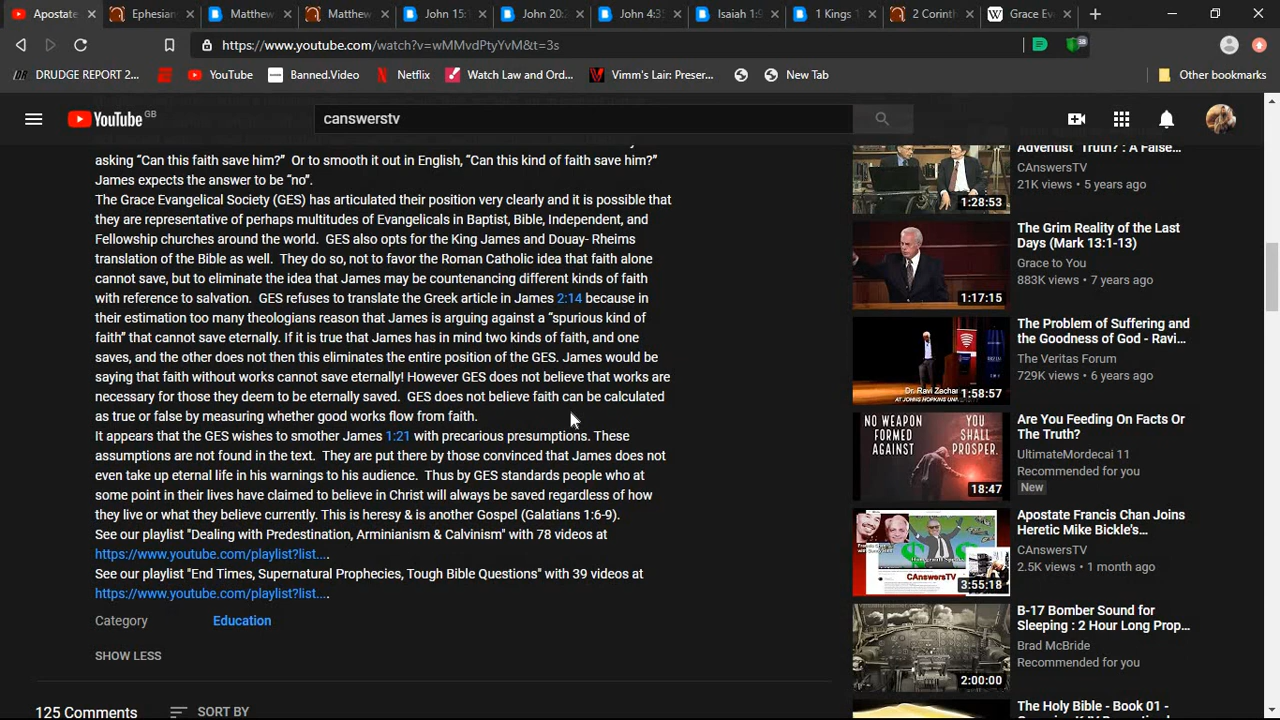 Apostate
Ephesian
Matthew
Matthew
John 15:
John 20:
John 4:3
Isaiah 1:9
1 Kings 1
2 Corinth
Grace Ev
https://www.youtube.com/watch?v=wMMvdPtyYvM&t=3s
38
DRUDGE REPORT 2...
YouTube
Banned.Video
Netflix
Watch Law and Ord...
Vimm's Lair: Preser...
New Tab
Other bookmarks
YouTube GB
canswerstv
asking “Can this faith save him?” Or to smooth it out in English, “Can this kind of faith save him?”
James expects the answer to be “no”.
The Grace Evangelical Society (GES) has articulated their position very clearly and it is possible that
they are representative of perhaps multitudes of Evangelicals in Baptist, Bible, Independent, and
Fellowship churches around the world. GES also opts for the King James and Douay- Rheims
translation of the Bible as well. They do so, not to favor the Roman Catholic idea that faith alone
cannot save, but to eliminate the idea that James may be countenancing different kinds of faith
with reference to salvation. GES refuses to translate the Greek article in James 2:14 because in
their estimation too many theologians reason that James is arguing against a “spurious kind of
faith” that cannot save eternally. If it is true that James has in mind two kinds of faith, and one
saves, and the other does not then this eliminates the entire position of the GES. James would be
saying that faith without works cannot save eternally! However GES does not believe that works are
necessary for those who claim to be eternally saved. GES does not believe faith can be calculated
as true or false by measuring whether good works flow from faith.
It appears that the GES wishes to smother James 1:21 with precarious presumptions. These
assumptions are not found in the text. They are put there by those convinced that James does not
even take up eternal life in his warnings to his audience. Thus by GES standards people who at
some point in their lives have claimed to believe in Christ will always be saved regardless of how
they live or what they believe currently. This is heresy & is another Gospel (Galatians 1:6-9).
See our playlist "Dealing with Predestination, Arminianism & Calvinism" with 78 videos at
https://www.youtube.com/playlist?list...
See our playlist "Bible: Supernatural Prophecies, Tough Bible Questions" with 39 videos at
https://www.youtube.com/playlist?list...
Category
Education
SHOW LESS
125 Comments
SORT BY
Adventist "Truth?": A False...
CAnswersTV
21K views • 5 years ago
1:28:53
The Grim Reality of the Last
Days (Mark 13:1-13)
Grace to You
883K views • 7 years ago
1:17:15
The Problem of Suffering and
the Goodness of God - Ravi...
The Veritas Forum
729K views • 6 years ago
Dr. Ravi Zachar
1:58:57
Are You Feeding On Facts Or
The Truth?
UltimateMordecai 11
Recommended for you
New
NO WEAPON FORMED AGAINST
YOU SHALL PROSPER.
18:47
Apostate Francis Chan Joins
Heretic Mike Bickle's...
CAnswersTV
2.5K views • 1 month ago
CAnswersTV
3:55:18
B-17 Bomber Sound for
Sleeping : 2 Hour Long Prop...
Brad McBride
Recommended for you
2:00:00
The Holy Bible - Book 01 -